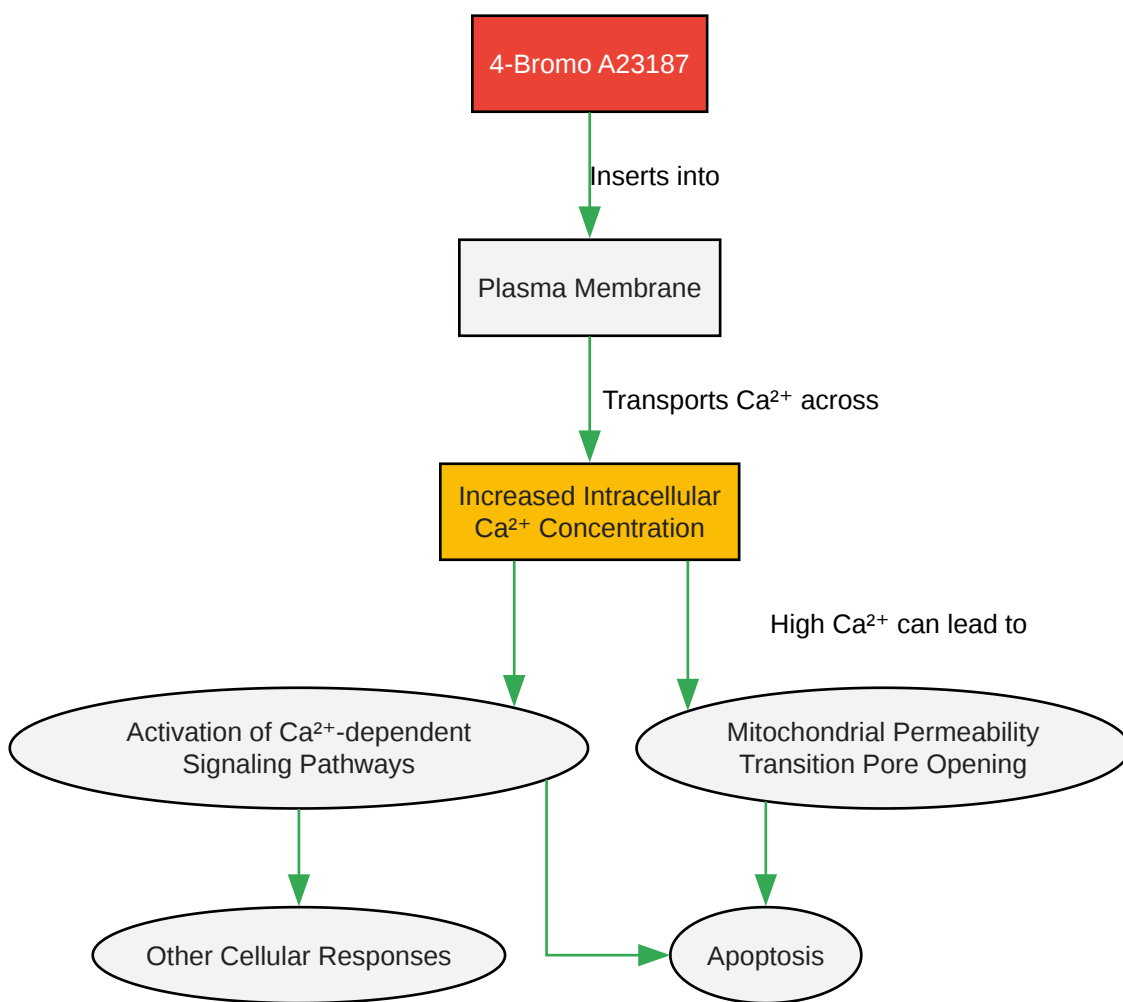 4-Bromo A23187
Inserts into
Plasma Membrane
Transports Ca²⁺ across
Increased Intracellular
Ca²⁺ Concentration
High Ca²⁺ can lead to
Activation of Ca²⁺-dependent
Signaling Pathways
Mitochondrial Permeability
Transition Pore Opening
Other Cellular Responses
Apoptosis